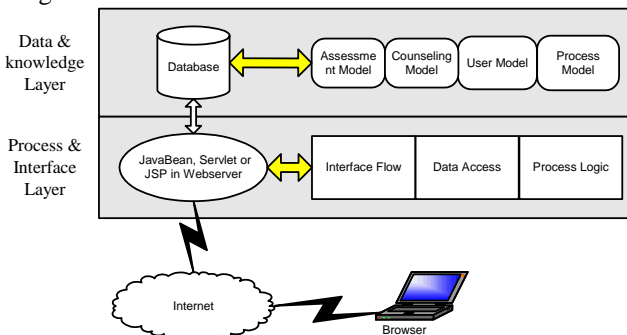 Data &
knowledge
Layer
Database
Assessme
nt Model
Counseling
Model
User Model
Process
Model
Process &
Interface
Layer
JavaBean, Servlet or
JSP in Webserver
Interface Flow
Data Access
Process Logic
Internet
Browser